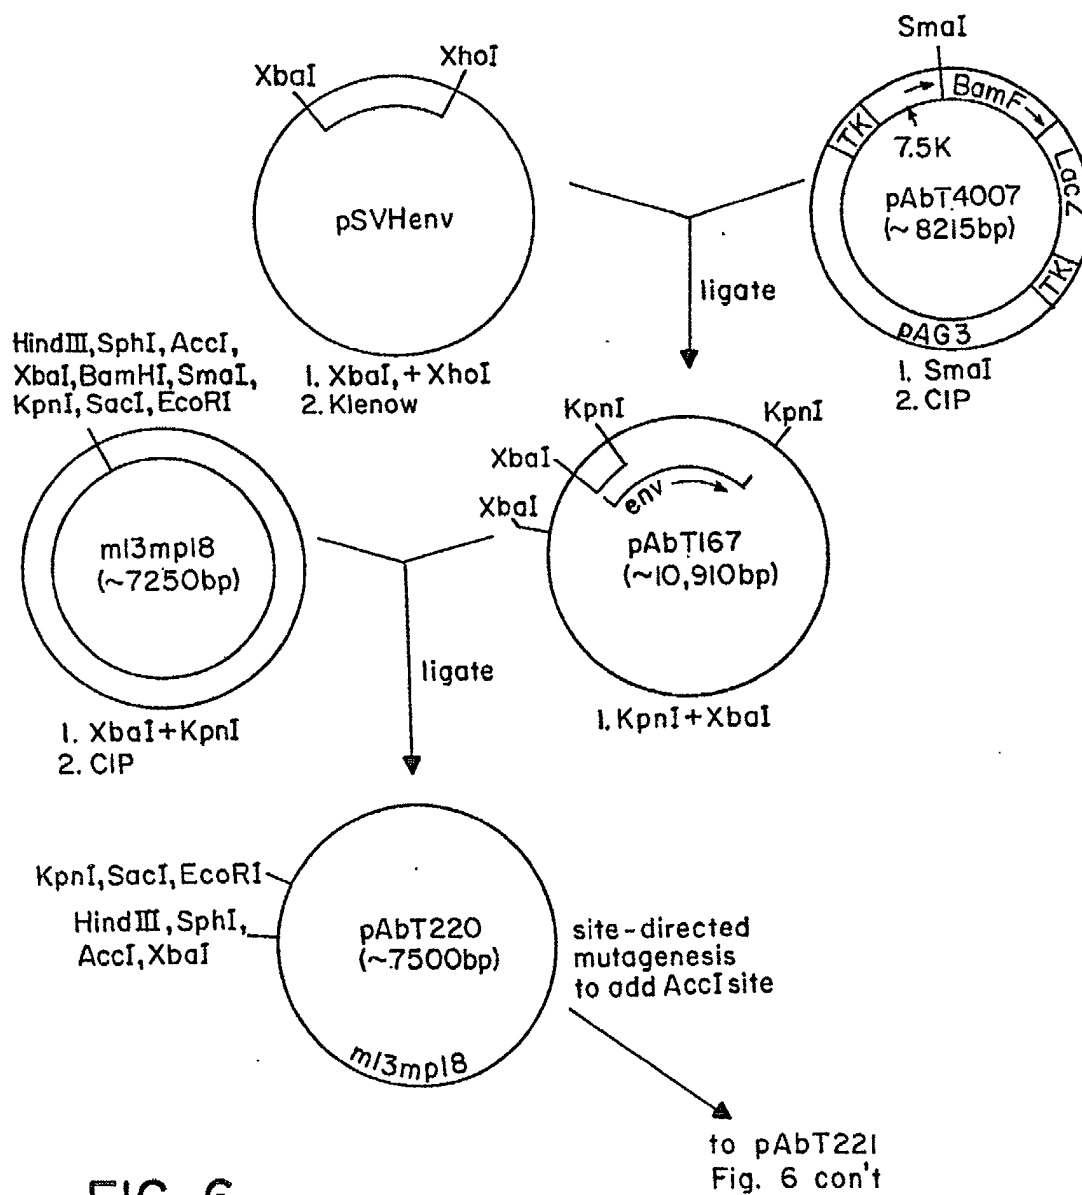 XbaI
XhoI
pSVHenv
1. XbaI, + XhoI
2. Klenow
SmaI
BamF
TK
7.5K
LacZ
pAbT4007
(~8215bp)
TK
pAG3
1. SmaI
2. CIP
ligate
HindIII, SphI, AccI,
XbaI, BamHI, SmaI,
KpnI, SacI, EcoRI
m13mp18
(~7250bp)
1. XbaI+KpnI
2. CIP
KpnI
KpnI
XbaI
XbaI
env
pAbT167
(~10,910bp)
1. KpnI+XbaI
ligate
KpnI, SacI, EcoRI
HindIII, SphI,
AccI, XbaI
pAbT220
(~7500bp)
m13mp18
site-directed
mutagenesis
to add AccI site
to pAbT221
Fig. 6 con't
FIG. 6